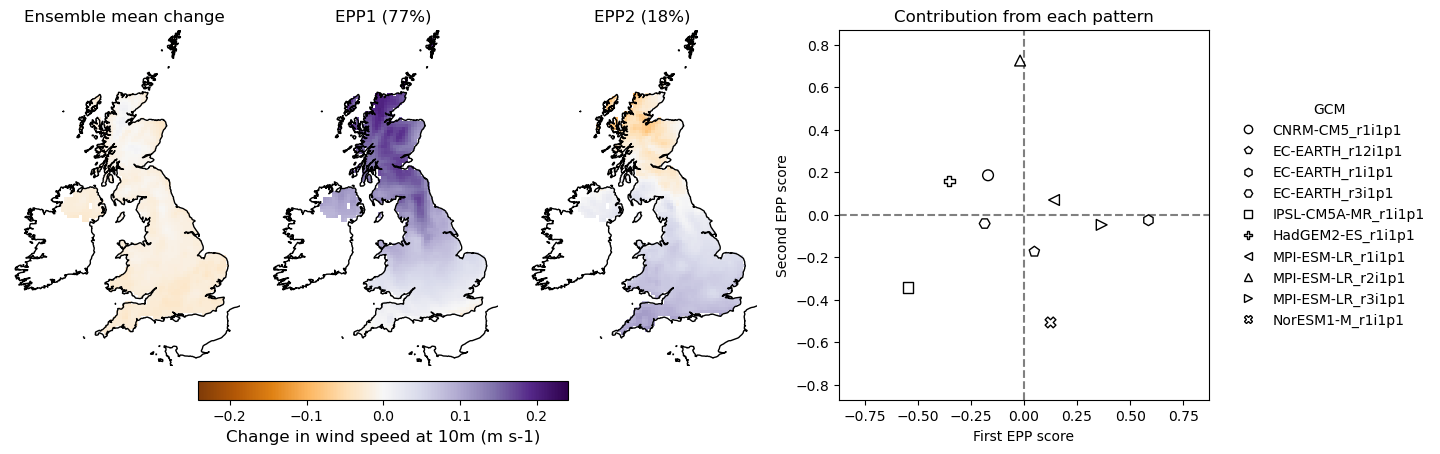 Ensemble mean change
EPP1 (77%)
EPP2 (18%)
−0.2 −0.1 0.0 0.1 0.2
Change in wind speed at 10m (m s-1)
Contribution from each pattern
Second EPP score
0.8
0.6
0.4
0.2
0.0
−0.2
−0.4
−0.6
−0.8
−0.75 −0.50 −0.25 0.00 0.25 0.50 0.75
First EPP score
GCM
CNRM-CM5_r1i1p1
EC-EARTH_r12i1p1
EC-EARTH_r1i1p1
EC-EARTH_r3i1p1
IPSL-CM5A-MR_r1i1p1
HadGEM2-ES_r1i1p1
MPI-ESM-LR_r1i1p1
MPI-ESM-LR_r2i1p1
MPI-ESM-LR_r3i1p1
NorESM1-M_r1i1p1